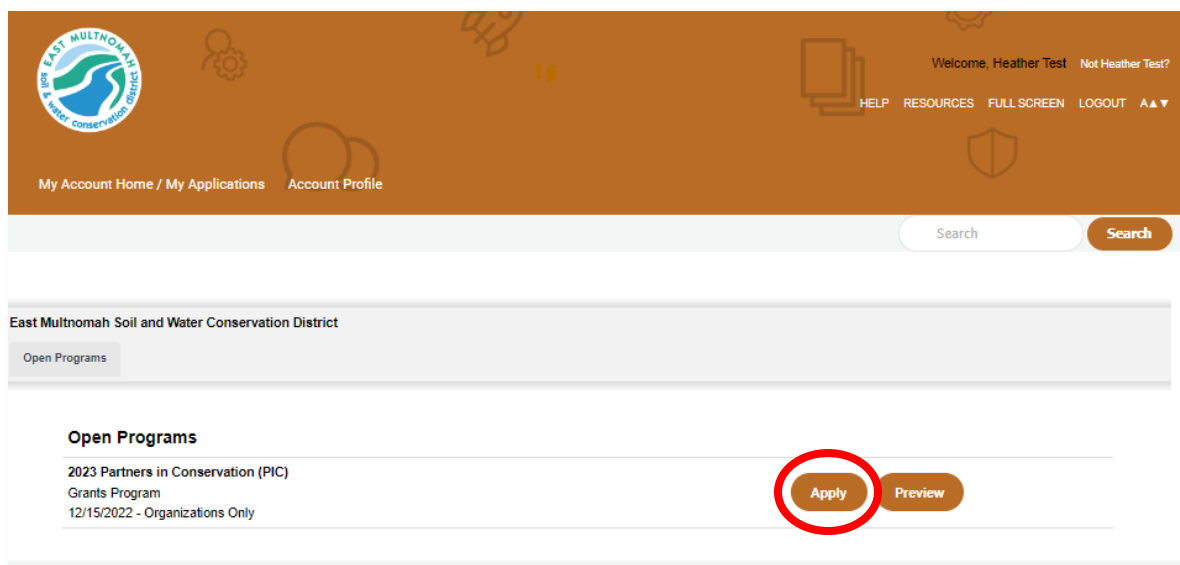 EAST MULTNOMAH
soil & water conservation district
Welcome, Heather Test Not Heather Test?
HELP RESOURCES FULL SCREEN LOGOUT A▲▼
My Account Home / My Applications Account Profile
Search Search
East Multnomah Soil and Water Conservation District
Open Programs
Open Programs
2023 Partners in Conservation (PIC)
Grants Program
12/15/2022 - Organizations Only
Apply Preview